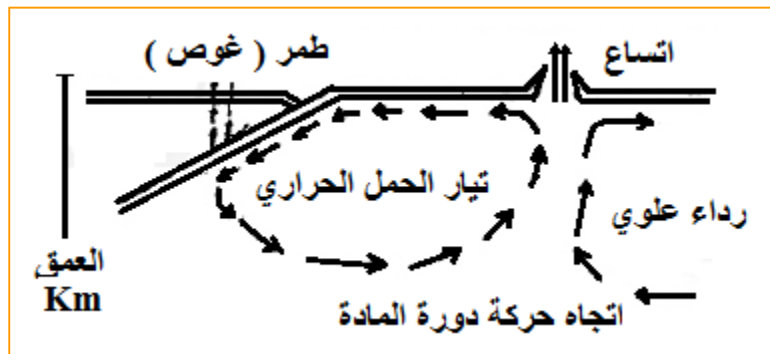 اتساع
طمر ( غوص )
تيار الحمل الحراري
رداء علوي
العمق
Km
اتجاه حركة دورة المادة